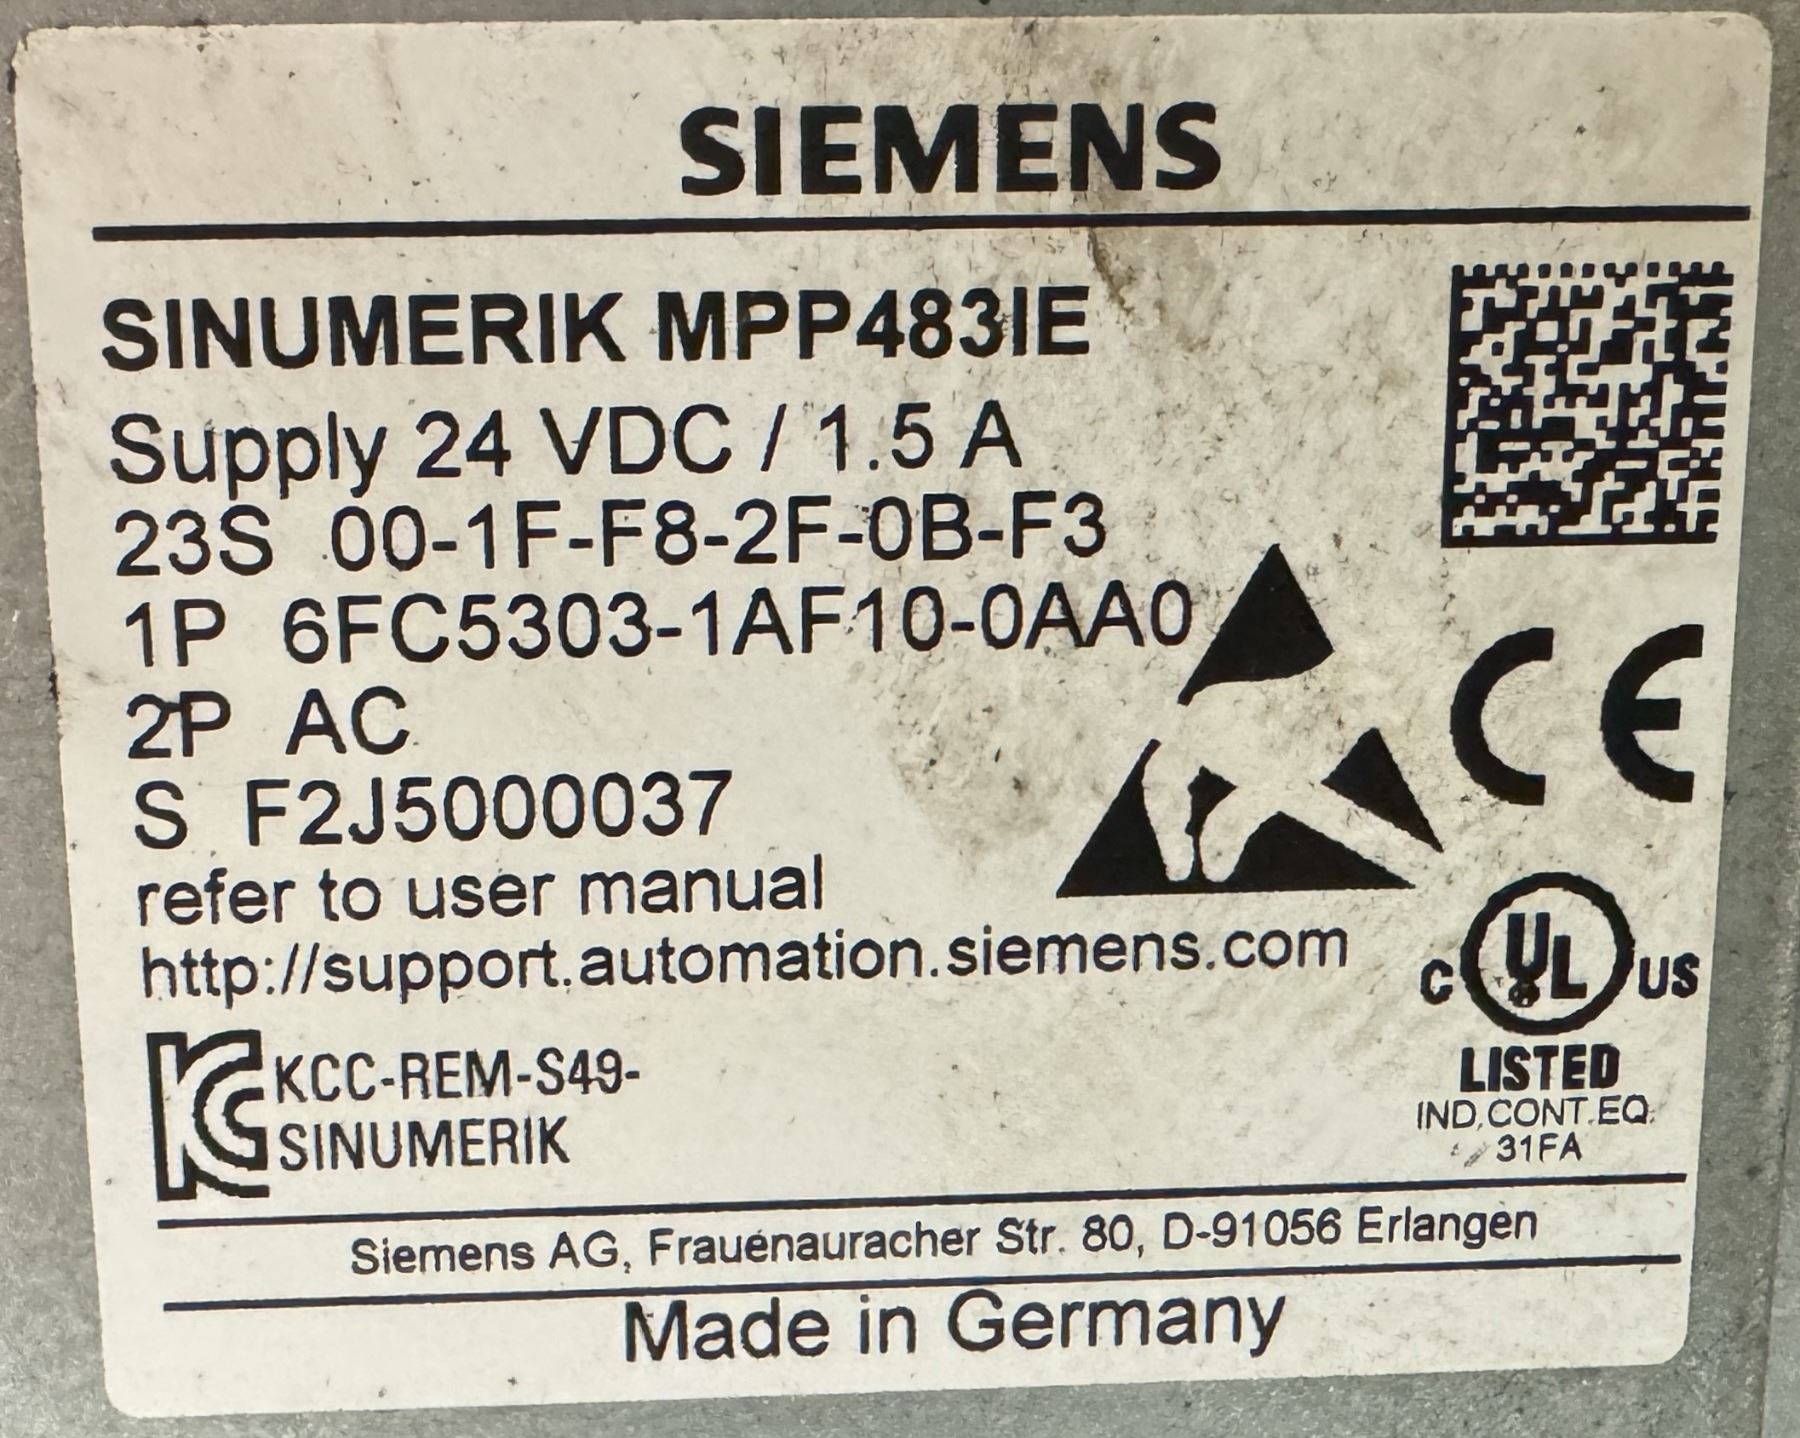 SIEMENS
SINUMERIK MPP483IE
Supply 24 VDC / 1.5 A
23S 00-1F-F8-2F-0B-F3
1P 6FC5303-1AF10-0AA0
2P AC
S F2J5000037
refer to user manual
http://support.automation.siemens.com
CE
C UL US
LISTED
IND.CONT.EQ.
31FA
KC KCC-REM-S49-
SINUMERIK
Siemens AG, Frauenauracher Str. 80, D-91056 Erlangen
Made in Germany